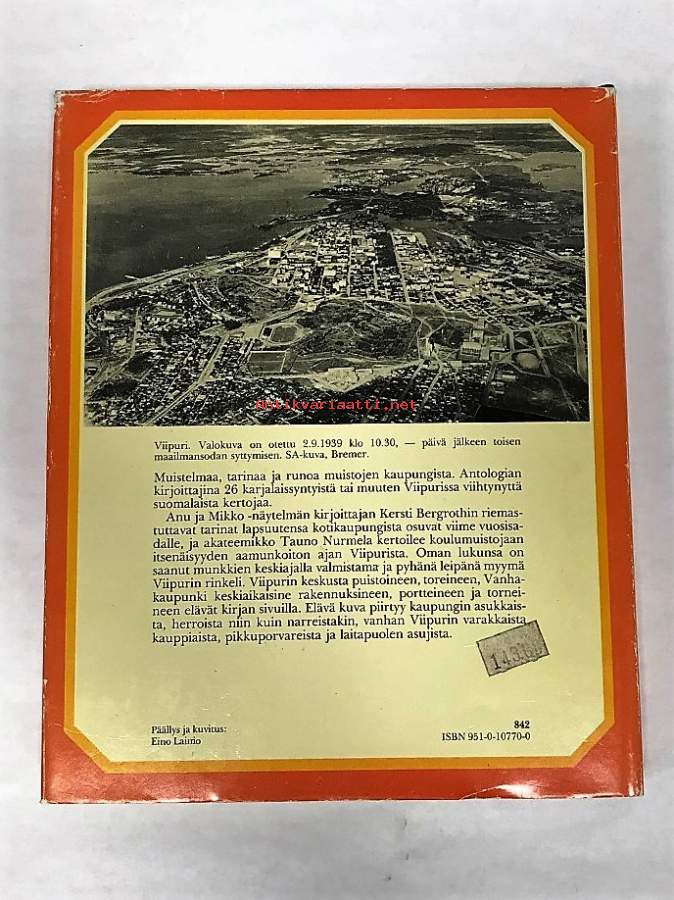 Antikvariaatti.net
Viipuri. Valokuva on otettu 2.9.1939 klo 10.30, — päivä jälkeen toisen
maailmansodan syttymisen. SA-kuva, Bremer.
Muistelmaa, tarinaa ja runoa muistojen kaupungista. Antologian
kirjoittajina 26 karjalaissyntyistä tai muuten Viipurissa viihtynyttä
suomalaista kertojaa.
Anu ja Mikko -näytelmän kirjoittajan Kersti Bergrothin riemas-
tuttavat tarinat lapsuutensa kotikaupungista osuvat viime vuosisa-
dalle, ja akateemikko Tauno Nurmela kertoilee koulumuistojaan
itsenäisyyden aamunkoiton ajan Viipurista. Oman lukunsa on
saanut munkkien keskiajalla valmistama ja pyhänä leipänä myymä
Viipurin rinkeli. Viipurin keskusta puistoineen, toreineen, Vanha-
kaupunki keskiaikaisine rakennuksineen, portteineen ja tornei-
neen elävät kirjan sivuilla. Elävä kuva piirtyy kaupungin asukkais-
ta, herroista niin kuin narreistakin, vanhan Viipurin varakkaista
kauppiaista, pikkuporvareista ja laitapuolen asujista.
Päällys ja kuvitus:
Eino Laitio
842
ISBN 951-0-10770-0